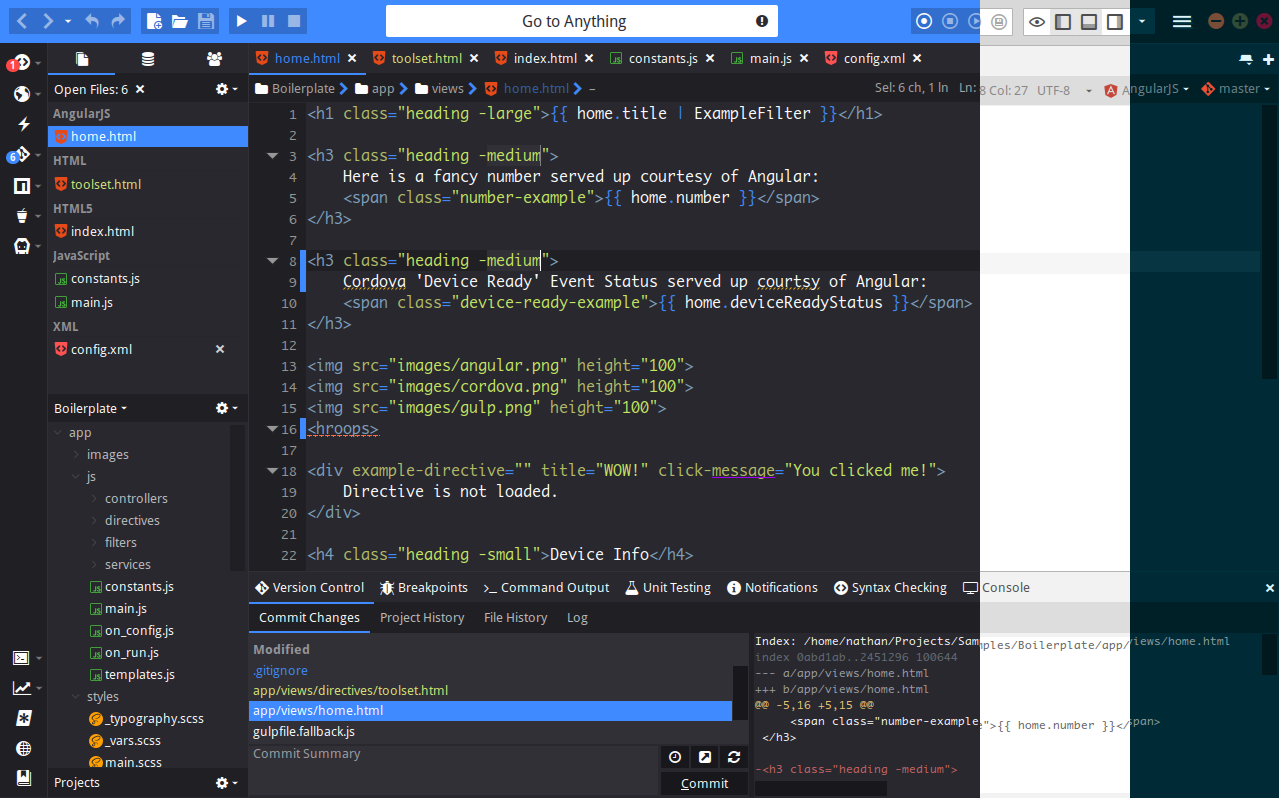 Go to Anything
1
6
Open Files: 6
AngularJS
home.html
HTML
toolset.html
HTML5
index.html
JavaScript
constants.js
main.js
XML
config.xml
Boilerplate
app
images
js
controllers
directives
filters
services
constants.js
main.js
on_config.js
on_run.js
templates.js
styles
_typography.scss
_vars.scss
main.scss
Projects
home.html toolset.html index.html constants.js main.js config.xml
Boilerplate app views home.html – Sel: 6 ch, 1 ln Ln: 8 Col: 27 UTF-8 AngularJS master
1 <h1 class="heading -large">{{ home.title | ExampleFilter }}</h1>
2
3 <h3 class="heading -medium">
4 Here is a fancy number served up courtesy of Angular:
5 <span class="number-example">{{ home.number }}</span>
6 </h3>
7
8 <h3 class="heading -medium">
9 Cordova 'Device Ready' Event Status served up courtsy of Angular:
10 <span class="device-ready-example">{{ home.deviceReadyStatus }}</span>
11 </h3>
12
13 <img src="images/angular.png" height="100">
14 <img src="images/cordova.png" height="100">
15 <img src="images/gulp.png" height="100">
16 <hroops>
17
18 <div example-directive="" title="WOW!" click-message="You clicked me!">
19 Directive is not loaded.
20 </div>
21
22 <h4 class="heading -small">Device Info</h4>
Version Control Breakpoints Command Output Unit Testing Notifications Syntax Checking Console
Commit Changes Project History File History Log
Modified
.gitignore
app/views/directives/toolset.html
app/views/home.html
gulpfile.fallback.js
Commit Summary
Commit
Index: /home/nathan/Projects/Samples/Boilerplate/app/views/home.html
index 0abd1ab..2451296 100644
--- a/app/views/home.html
+++ b/app/views/home.html
@@ -5,16 +5,15 @@
<span class="number-example">{{ home.number }}</span>
</h3>
-<h3 class="heading -medium">